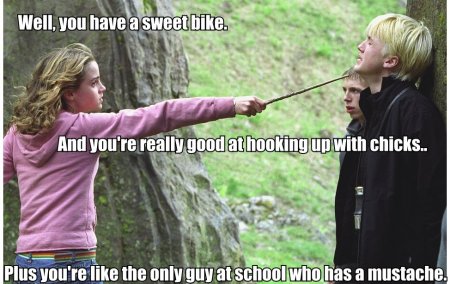 Well, you have a sweet bike.
And you're really good at hooking up with chicks..
Plus you're like the only guy at school who has a mustache.